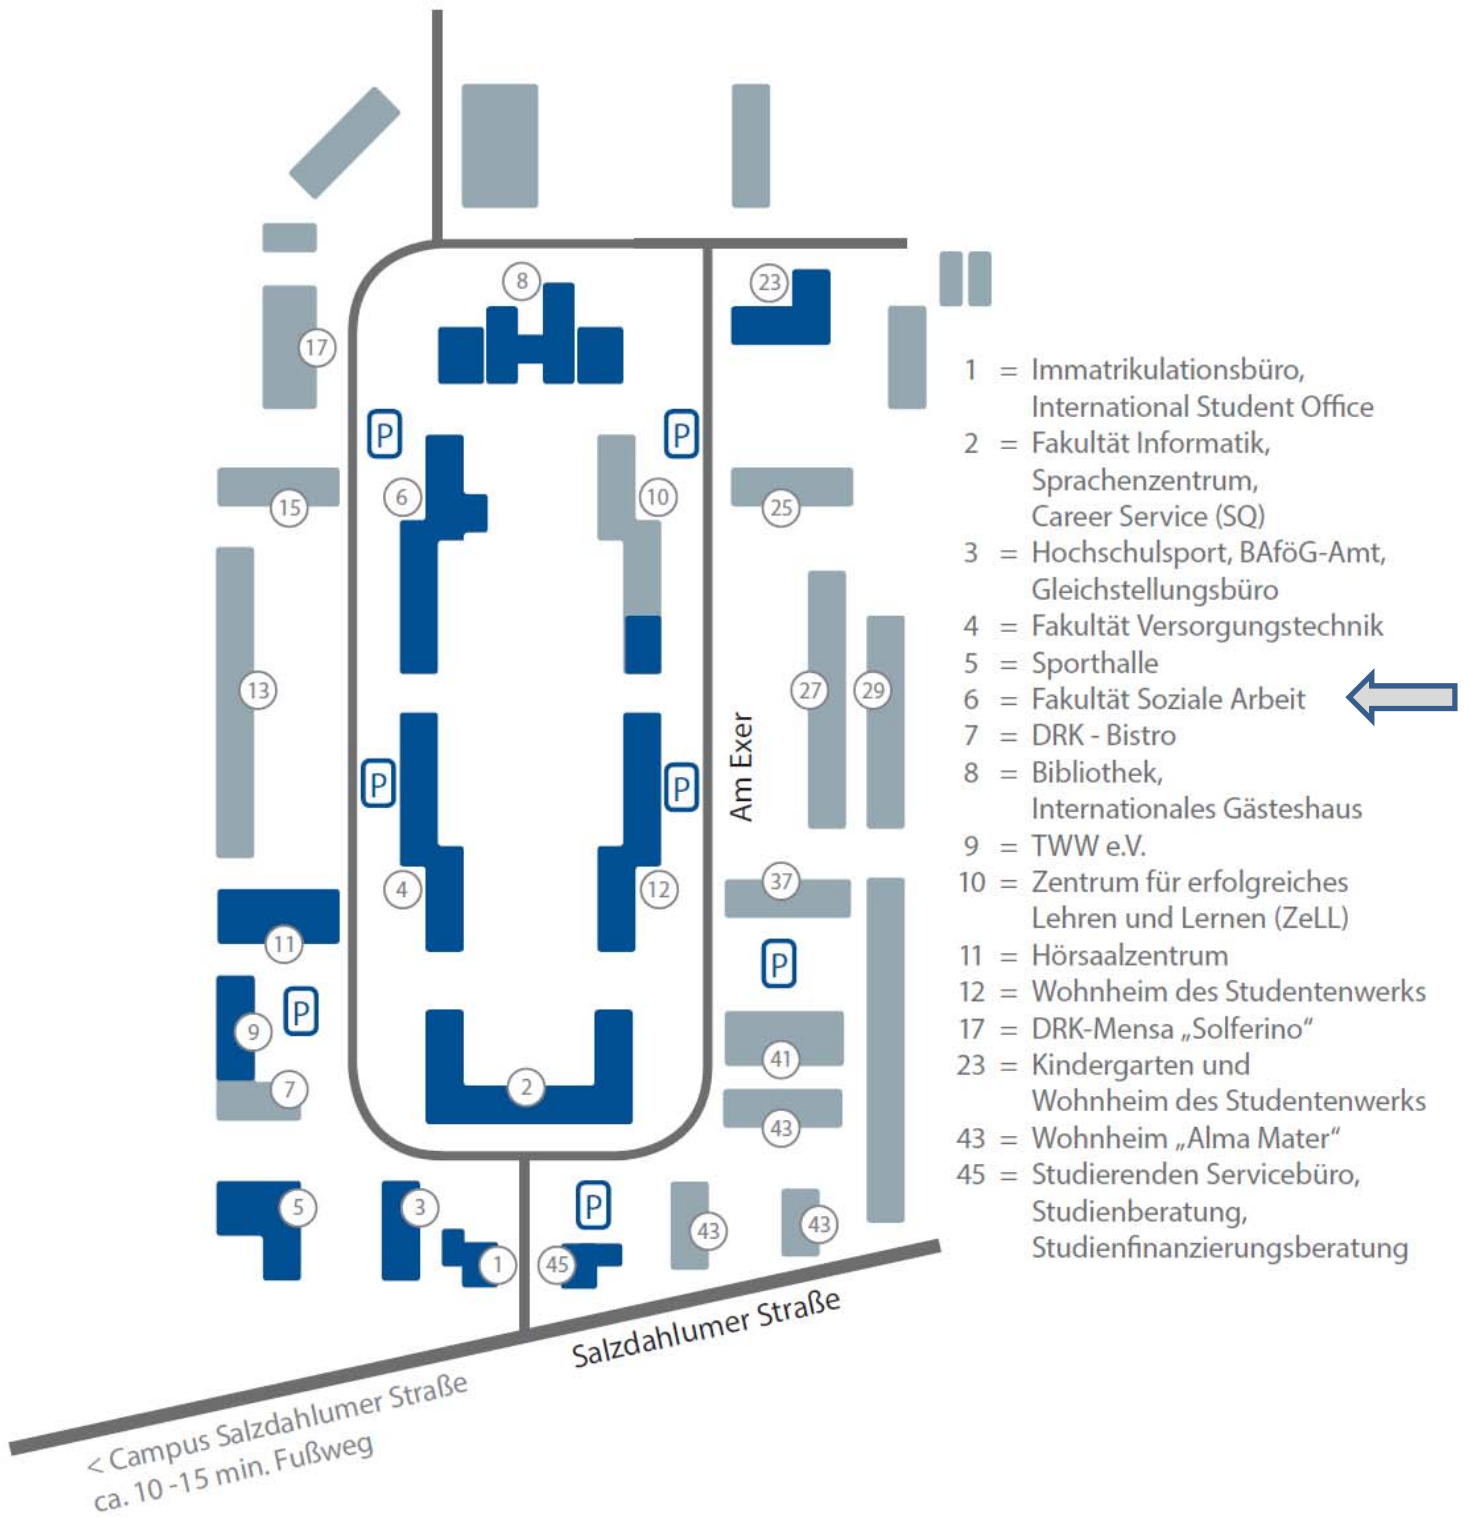 8
23
17
P
P
6
10
15
25
13
27
29
Am Exer
P
P
4
12
37
11
P
9
P
41
7
2
43
5
3
P
43
43
1
45
Salzdahlumer Straße
< Campus Salzdahlumer Straße
ca. 10 -15 min. Fußweg
1 = Immatrikulationsbüro,
International Student Office
2 = Fakultät Informatik,
Sprachenzentrum,
Career Service (SQ)
3 = Hochschulsport, BAföG-Amt,
Gleichstellungsbüro
4 = Fakultät Versorgungstechnik
5 = Sporthalle
6 = Fakultät Soziale Arbeit
7 = DRK - Bistro
8 = Bibliothek,
Internationales Gästehaus
9 = TWW e.V.
10 = Zentrum für erfolgreiches
Lehren und Lernen (ZeLL)
11 = Hörsaalzentrum
12 = Wohnheim des Studentenwerks
17 = DRK-Mensa „Solferino“
23 = Kindergarten und
Wohnheim des Studentenwerks
43 = Wohnheim „Alma Mater“
45 = Studierenden Servicebüro,
Studienberatung,
Studienfinanzierungsberatung